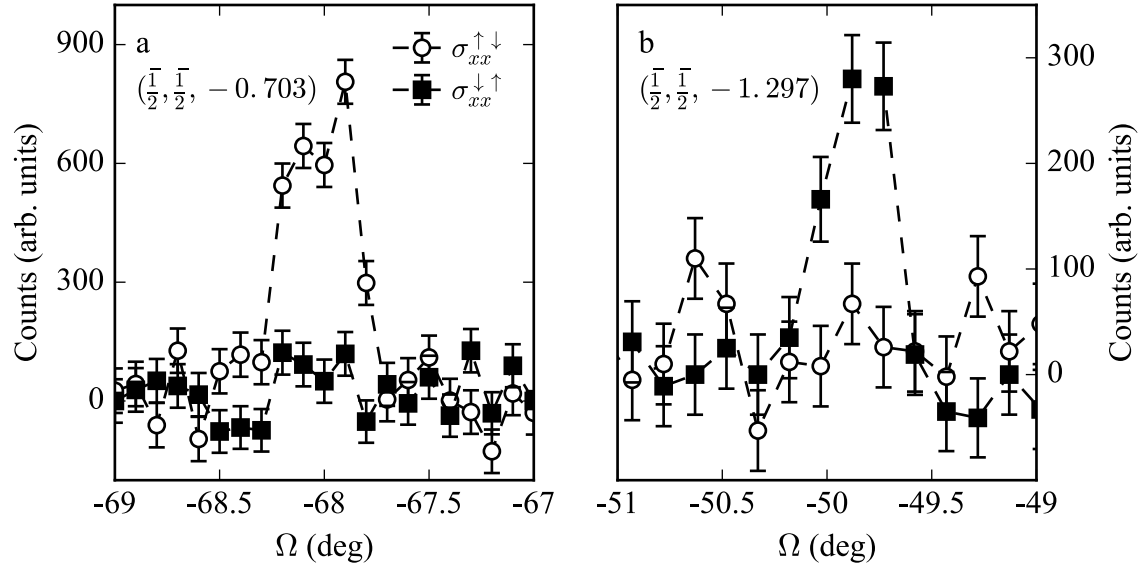 a
(1̅/2, 1̅/2, −0.703)
σ_xx^↑↓
σ_xx^↓↑
Counts (arb. units)
900
600
300
0
-69
-68.5
-68
-67.5
-67
Ω (deg)
b
(1̅/2, 1̅/2, −1.297)
300
200
100
0
Counts (arb. units)
-51
-50.5
-50
-49.5
-49
Ω (deg)